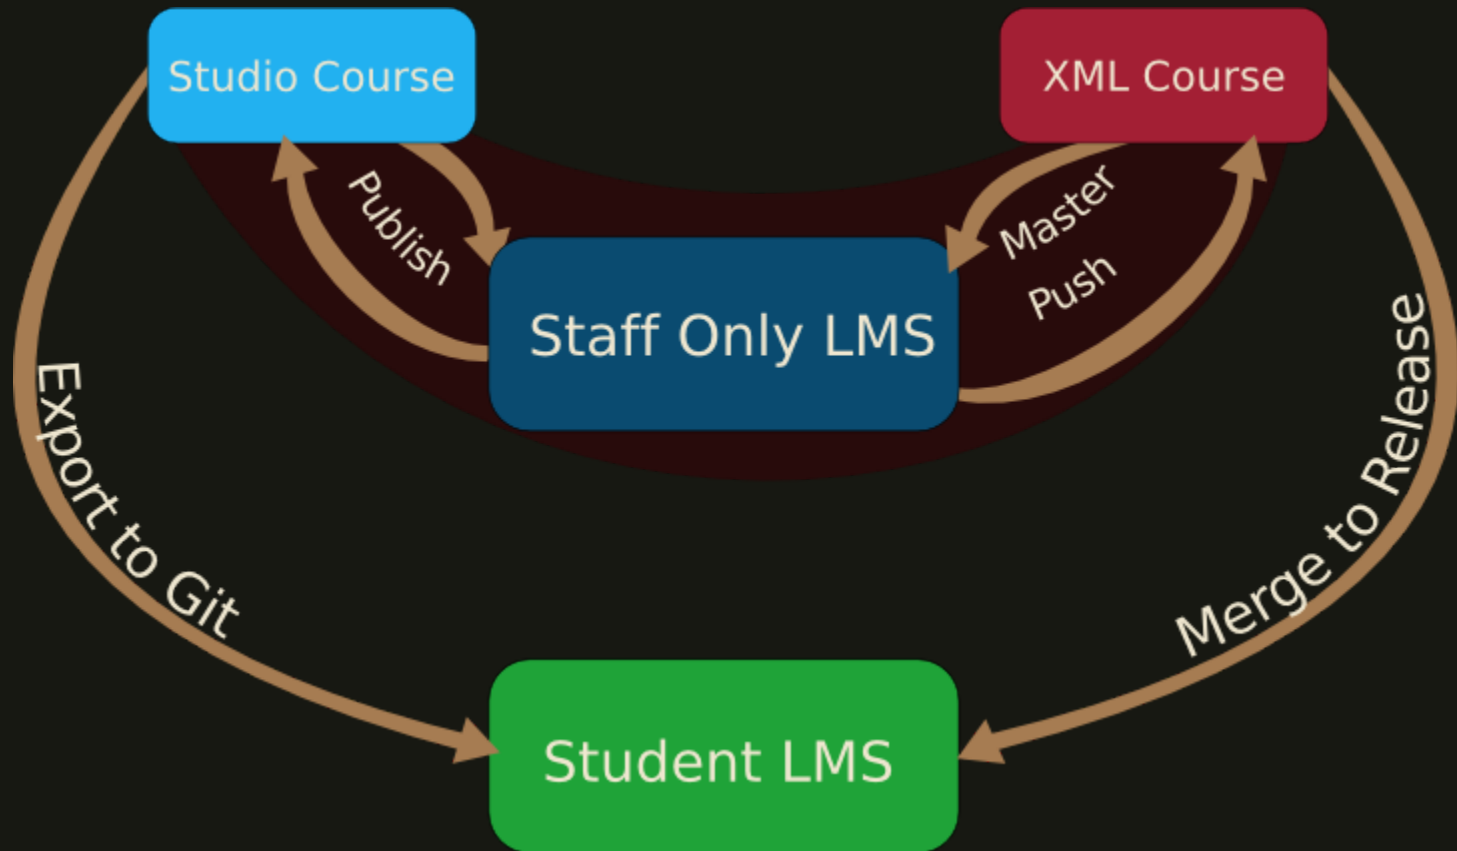 Studio Course
XML Course
Publish
Master
Push
Staff Only LMS
Export to Git
Merge to Release
Student LMS